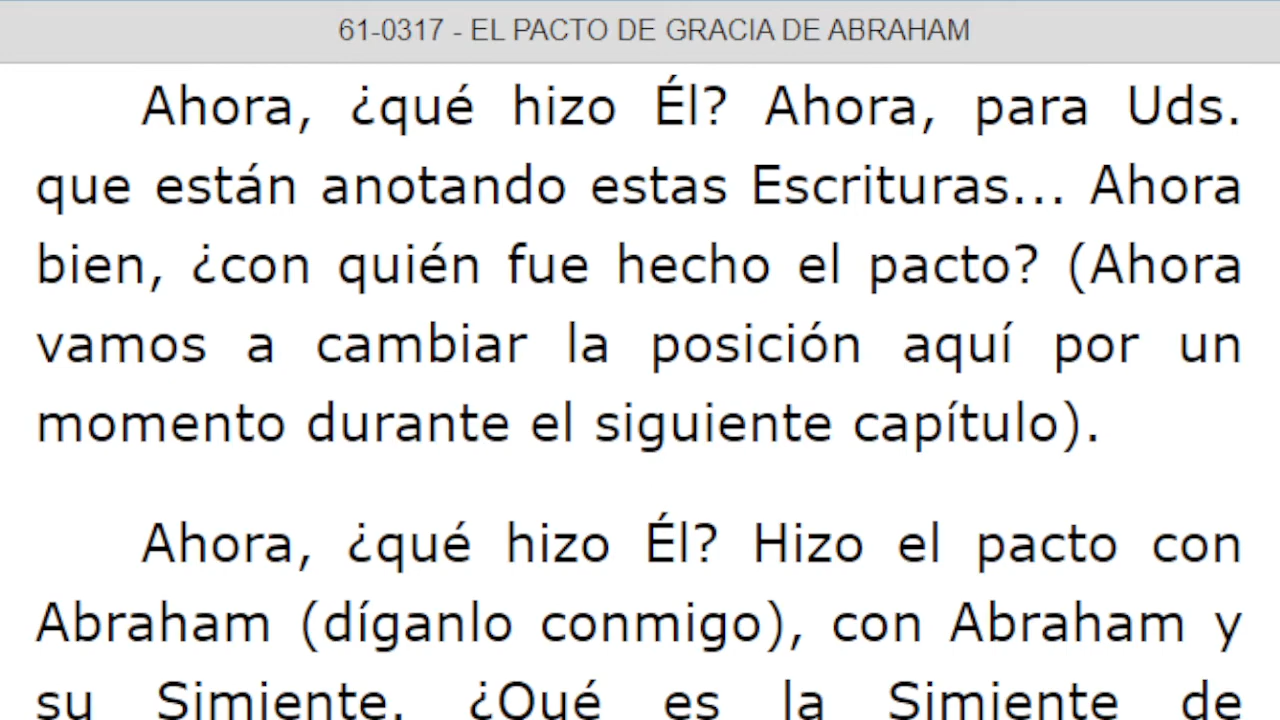 61-0317 - EL PACTO DE GRACIA DE ABRAHAM
Ahora, ¿qué hizo Él? Ahora, para Uds.
que están anotando estas Escrituras... Ahora
bien, ¿con quién fue hecho el pacto? (Ahora
vamos a cambiar la posición aquí por un
momento durante el siguiente capítulo).
Ahora, ¿qué hizo Él? Hizo el pacto con
Abraham (díganlo conmigo), con Abraham y
su Simiente. ¿Qué es la Simiente de